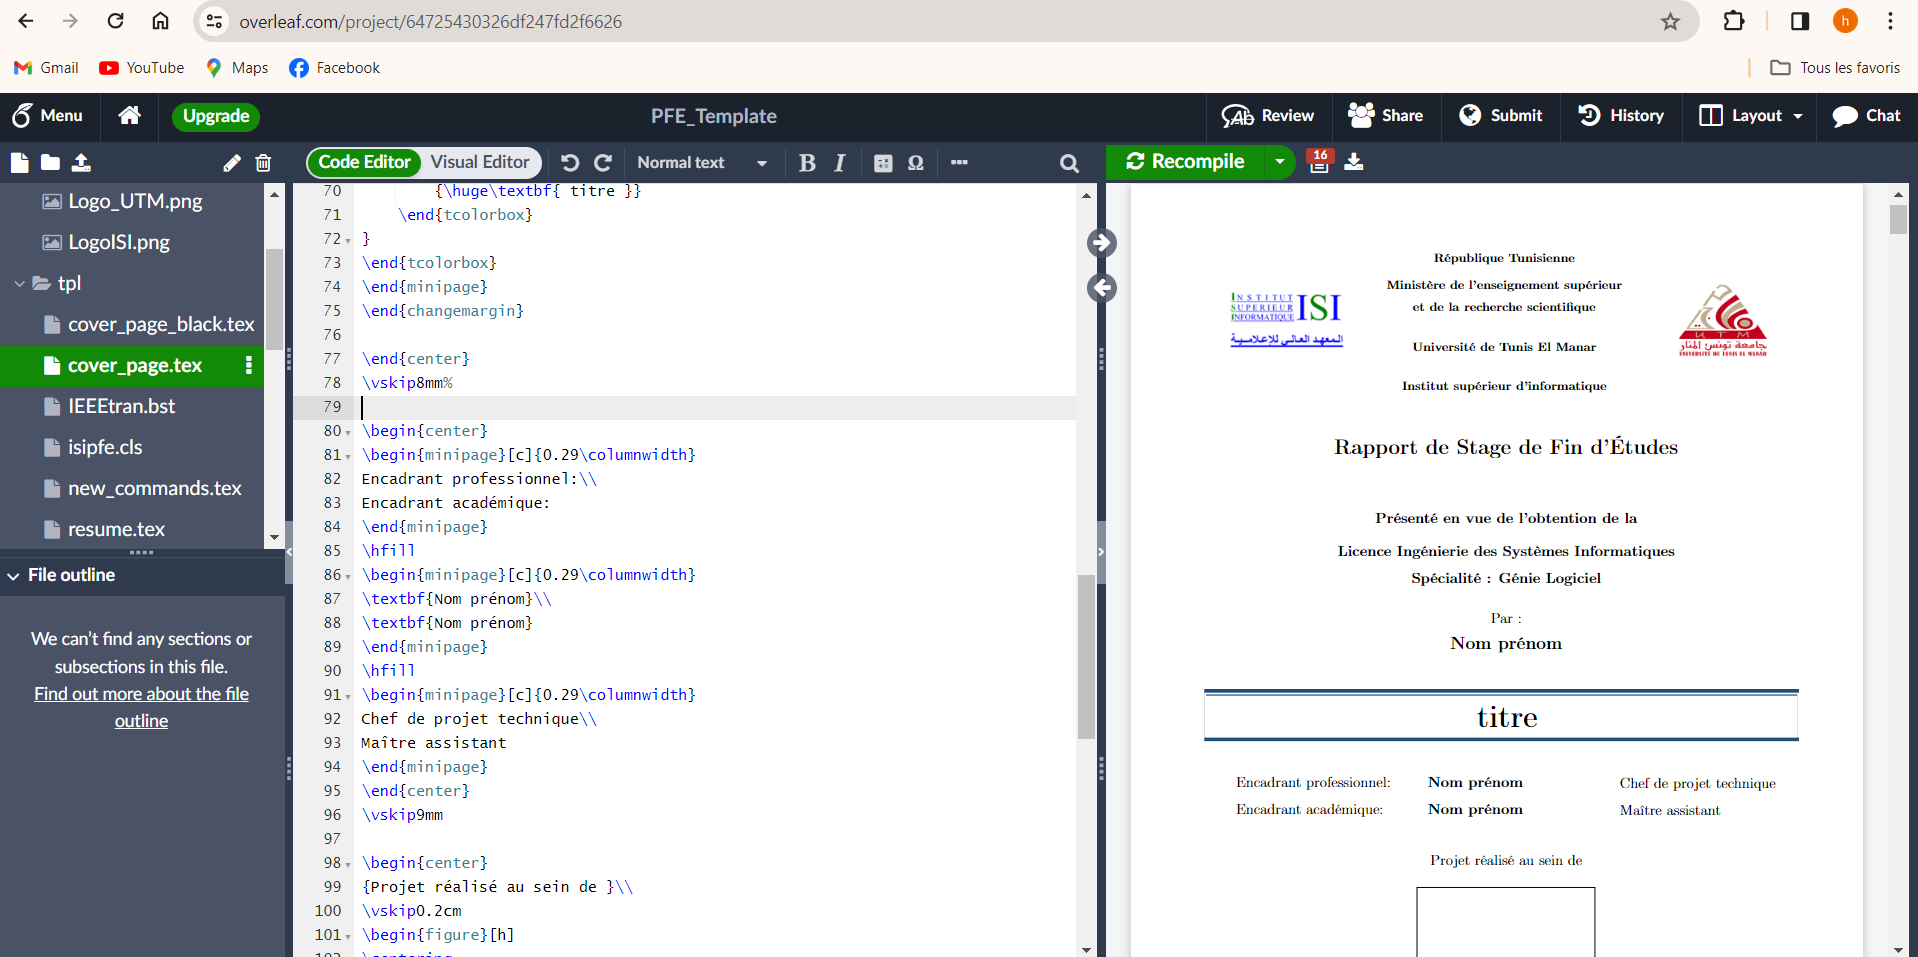 overleaf.com/project/64725430326df247fd2f6626
h
Gmail
YouTube
Maps
Facebook
Tous les favoris
Menu
Upgrade
PFE_Template
Review
Share
Submit
History
Layout
Chat
Code Editor
Visual Editor
Normal text
B
I
Ω
Recompile
16
Logo_UTM.png
LogoISI.png
tpl
cover_page_black.tex
cover_page.tex
IEEEtran.bst
isipfe.cls
new_commands.tex
resume.tex
File outline
We can't find any sections or
subsections in this file.
Find out more about the file
outline
70 {\huge\textbf{ titre }}
71 \end{tcolorbox}
72 }
73 \end{tcolorbox}
74 \end{minipage}
75 \end{changemargin}
76
77 \end{center}
78 \vskip8mm%
79
80 \begin{center}
81 \begin{minipage}[c]{0.29\columnwidth}
82 Encadrant professionnel:\\
83 Encadrant académique:
84 \end{minipage}
85 \hfill
86 \begin{minipage}[c]{0.29\columnwidth}
87 \textbf{Nom prénom}\\
88 \textbf{Nom prénom}
89 \end{minipage}
90 \hfill
91 \begin{minipage}[c]{0.29\columnwidth}
92 Chef de projet technique\\
93 Maître assistant
94 \end{minipage}
95 \end{center}
96 \vskip9mm
97
98 \begin{center}
99 {Projet réalisé au sein de }\\
100 \vskip0.2cm
101 \begin{figure}[h]
République Tunisienne
Ministère de l'enseignement supérieur
et de la recherche scientifique
Université de Tunis El Manar
Institut supérieur d'informatique
INSTITUT
SUPERIEUR
INFORMATIQUE
ISI
المعهد العالي للإعلامية
جامعة تونس المنار
UNIVERSITÉ DE TUNIS EL MANAR
Rapport de Stage de Fin d'Études
Présenté en vue de l'obtention de la
Licence Ingénierie des Systèmes Informatiques
Spécialité : Génie Logiciel
Par :
Nom prénom
titre
Encadrant professionnel: Nom prénom Chef de projet technique
Encadrant académique: Nom prénom Maître assistant
Projet réalisé au sein de